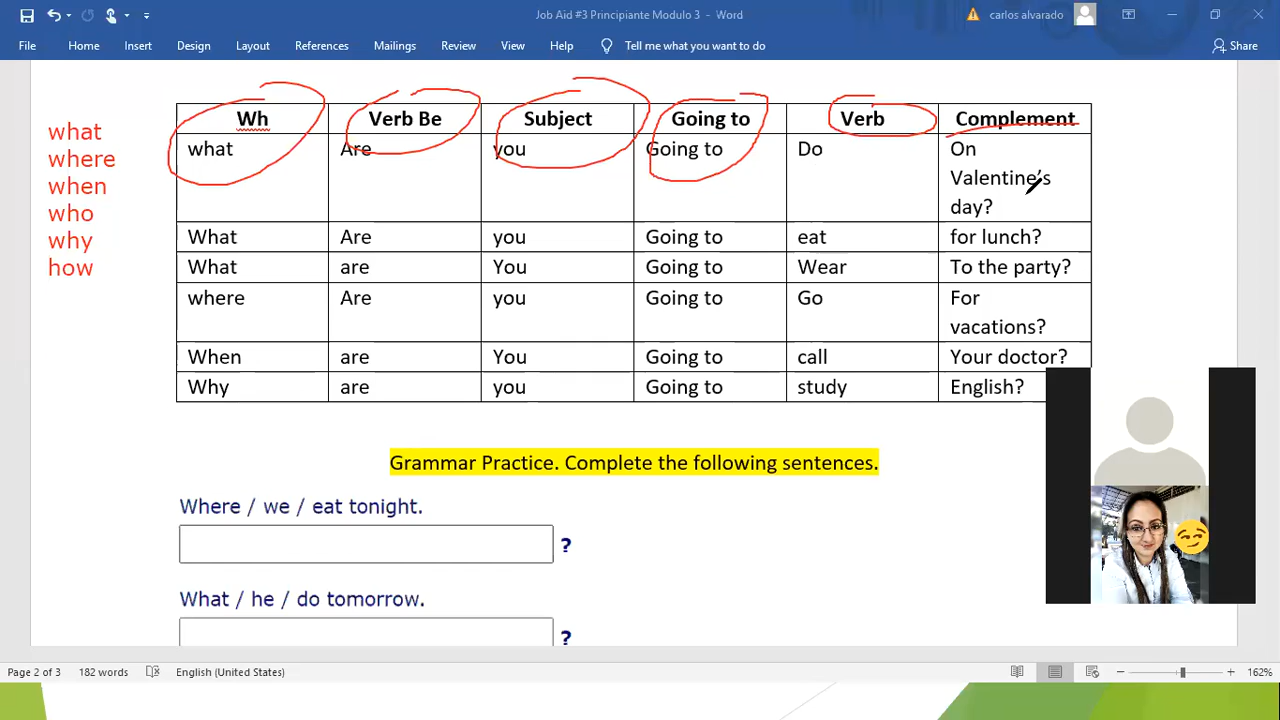 Job Aid #3 Principiante Modulo 3 - Word
carlos alvarado
File Home Insert Design Layout References Mailings Review View Help Tell me what you want to do Share
what
where
when
who
why
how
Wh Verb Be Subject Going to Verb Complement
what Are you Going to Do On
Valentine's
day?
What Are you Going to eat for lunch?
What are You Going to Wear To the party?
where Are you Going to Go For
vacations?
When are You Going to call Your doctor?
Why are you Going to study English?
Grammar Practice. Complete the following sentences.
Where / we / eat tonight.
?
What / he / do tomorrow.
?
Page 2 of 3 182 words English (United States) 162%